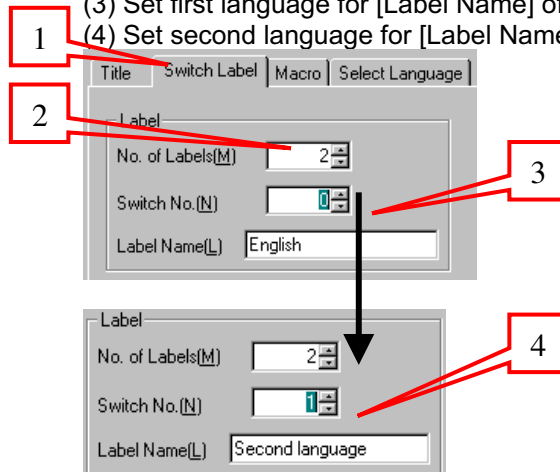 (3) Set first language for [Label Name] of
(4) Set second language for [Label Name
1
Title Switch Label Macro Select Language
2
Label
No. of Labels(M) 2
3
Switch No.(N) 0
Label Name(L) English
Label
No. of Labels(M) 2
4
Switch No.(N) 1
Label Name(L) Second language